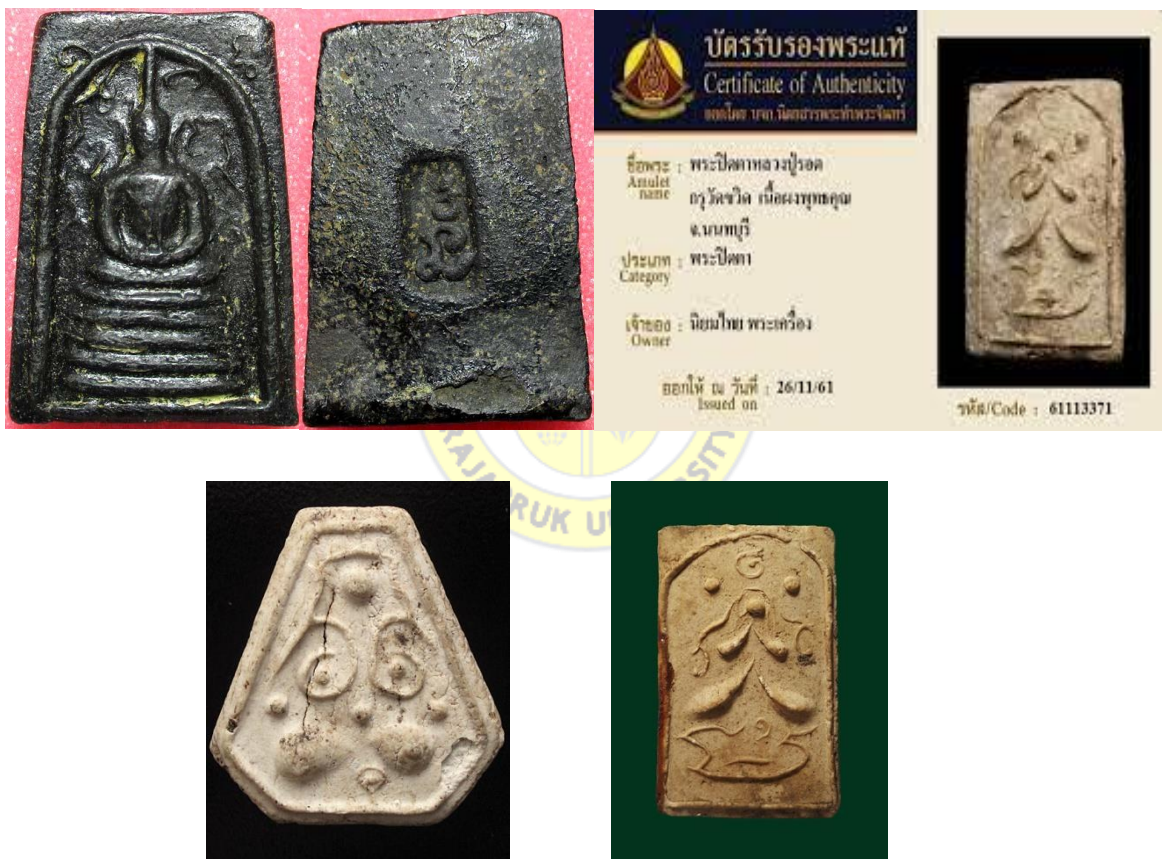 บัตรรับรองพระแท้
Certificate of Authenticity
ชื่อพระ : พระปิดตาหลวงปู่รอด
Amulet
name
กรุวัดขวิด เนื้อผงพุทธคุณ
จ.นนทบุรี
ประเภท : พระปิดตา
Category
เจ้าของ : นิยมไทย พระเครื่อง
Owner
ออกให้ ณ วันที่ : 26/11/61
Issued on
รหัส/Code : 61113371